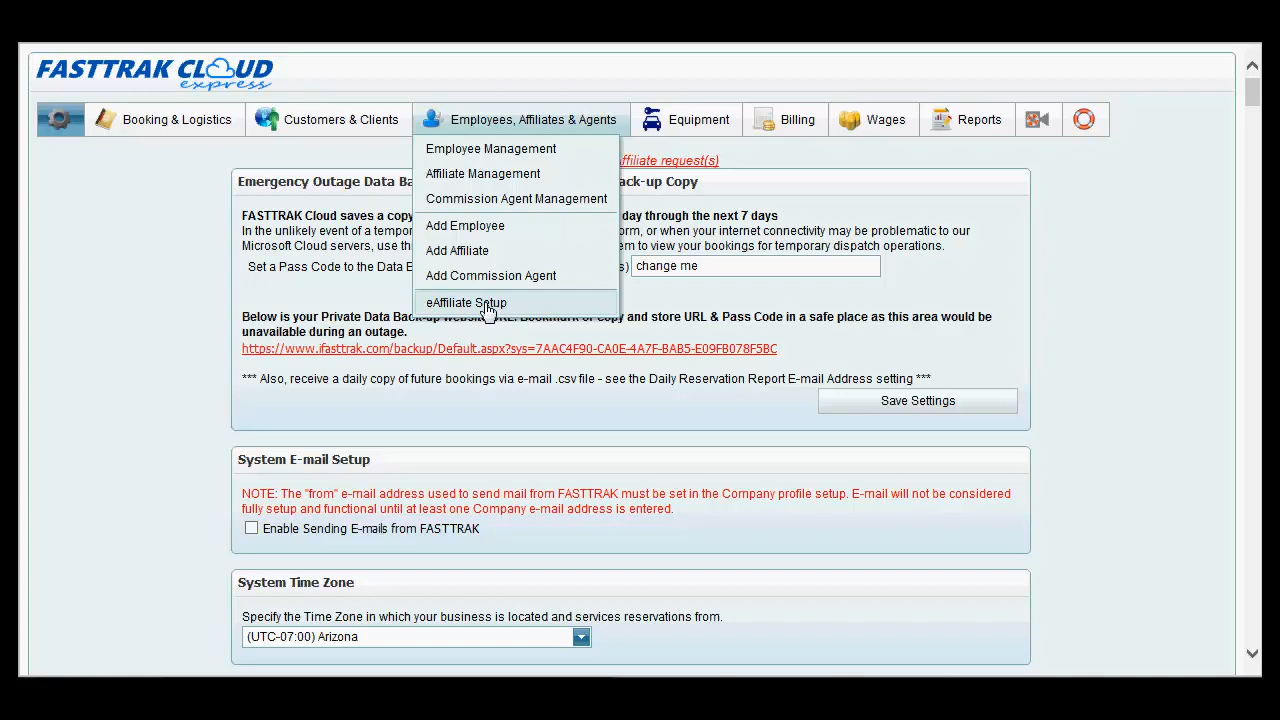 FASTTRAK CLOUD
express
Booking & Logistics
Customers & Clients
Employees, Affiliates & Agents
Equipment
Billing
Wages
Reports
Employee Management
Affiliate Management
Commission Agent Management
Add Employee
Add Affiliate
Add Commission Agent
eAffiliate Setup
ffiliate request(s)
Emergency Outage Data Ba ack-up Copy
FASTTRAK Cloud saves a copy day through the next 7 days
In the unlikely event of a tempor orm, or when your internet connectivity may be problematic to our
Microsoft Cloud servers, use th em to view your bookings for temporary dispatch operations.
Set a Pass Code to the Data E s) change me
Below is your Private Data Back-up website URL. Bookmark or Copy and store URL & Pass Code in a safe place as this area would be
unavailable during an outage.
https://www.ifasttrak.com/backup/Default.aspx?sys=7AAC4F90-CA0E-4A7F-BAB5-E09FB078F5BC
*** Also, receive a daily copy of future bookings via e-mail .csv file - see the Daily Reservation Report E-mail Address setting ***
Save Settings
System E-mail Setup
NOTE: The "from" e-mail address used to send mail from FASTTRAK must be set in the Company profile setup. E-mail will not be considered
fully setup and functional until at least one Company e-mail address is entered.
Enable Sending E-mails from FASTTRAK
System Time Zone
Specify the Time Zone in which your business is located and services reservations from.
(UTC-07:00) Arizona